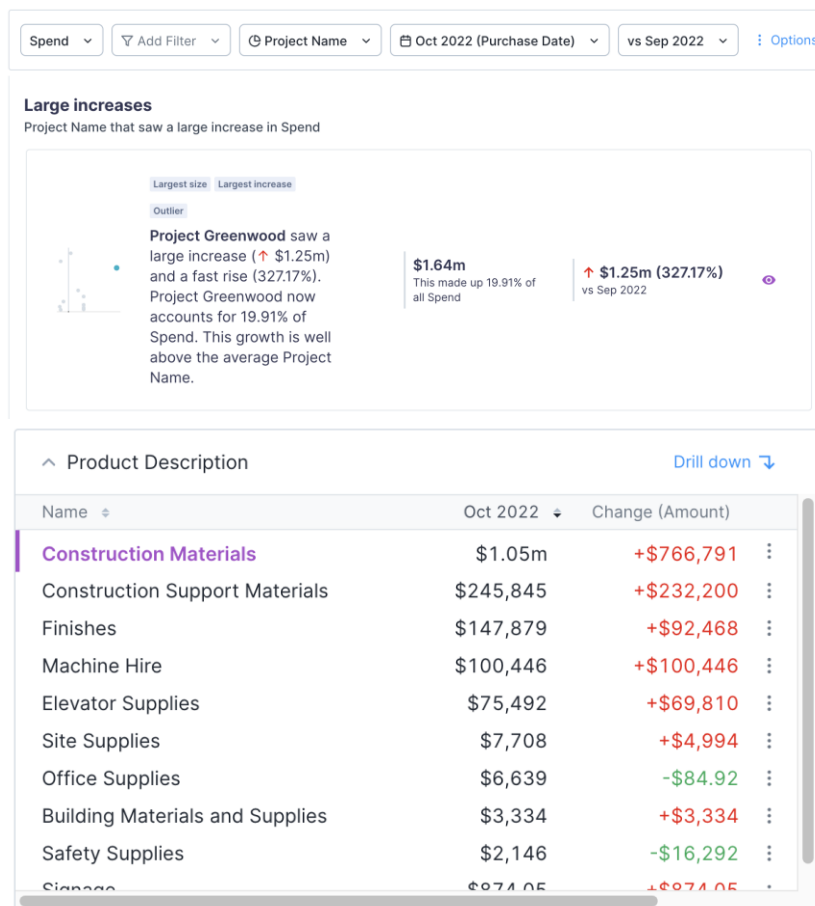 Spend Add Filter Project Name Oct 2022 (Purchase Date) vs Sep 2022 Options
Large increases
Project Name that saw a large increase in Spend
Largest size Largest increase
Outlier
Project Greenwood saw a
large increase (↑ $1.25m)
and a fast rise (327.17%).
Project Greenwood now
accounts for 19.91% of
Spend. This growth is well
above the average Project
Name.
$1.64m
This made up 19.91% of
all Spend
↑ $1.25m (327.17%)
vs Sep 2022
Product Description Drill down
Name Oct 2022 Change (Amount)
Construction Materials $1.05m +$766,791
Construction Support Materials $245,845 +$232,200
Finishes $147,879 +$92,468
Machine Hire $100,446 +$100,446
Elevator Supplies $75,492 +$69,810
Site Supplies $7,708 +$4,994
Office Supplies $6,639 -$84.92
Building Materials and Supplies $3,334 +$3,334
Safety Supplies $2,146 -$16,292
Signage $874.05 +$874.05